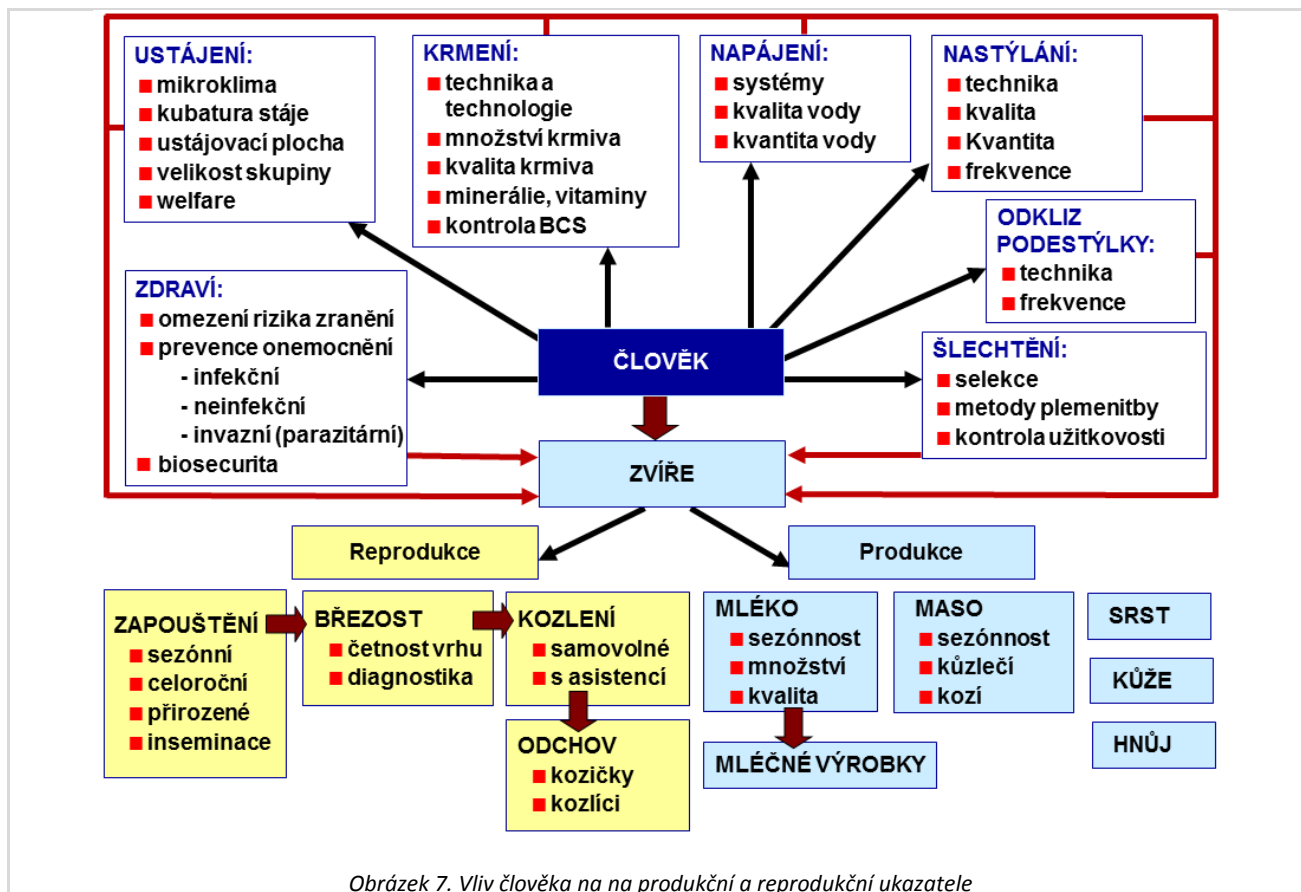 USTÁJENÍ:
■ mikroklima
■ kubatura stáje
■ ustájovací plocha
■ velikost skupiny
■ welfare
KRMENÍ:
■ technika a
technologie
■ množství krmiva
■ kvalita krmiva
■ minerálie, vitaminy
■ kontrola BCS
NAPÁJENÍ:
■ systémy
■ kvalita vody
■ kvantita vody
NASTÝLÁNÍ:
■ technika
■ kvalita
■ Kvantita
■ frekvence
ODKLIZ
PODESTÝLKY:
■ technika
■ frekvence
ZDRAVÍ:
■ omezení rizika zranění
■ prevence onemocnění
- infekční
- neinfekční
- invazní (parazitární)
■ biosecurita
ČLOVĚK
ŠLECHTĚNÍ:
■ selekce
■ metody plemenitby
■ kontrola užitkovosti
ZVÍŘE
Reprodukce
Produkce
ZAPOUŠTĚNÍ
■ sezónní
■ celoroční
■ přirozené
■ inseminace
BŘEZOST
■ četnost vrhu
■ diagnostika
KOZLENÍ
■ samovolné
■ s asistencí
ODCHOV
■ kozičky
■ kozlíci
MLÉKO
■ sezónnost
■ množství
■ kvalita
MLÉČNÉ VÝROBKY
MASO
■ sezónnost
■ kůzlečí
■ kozí
SRST
KŮŽE
HNŮJ
Obrázek 7. Vliv člověka na na produkční a reprodukční ukazatele